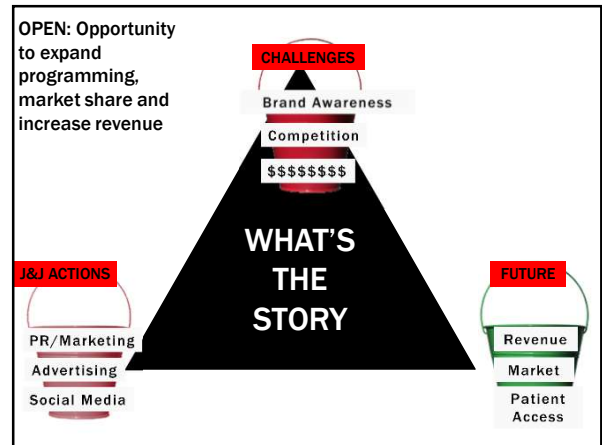 OPEN: Opportunity
to expand
programming,
market share and
increase revenue
CHALLENGES
Brand Awareness
Competition
$$$$$$$$
WHAT'S
THE
STORY
J&J ACTIONS
PR/Marketing
Advertising
Social Media
FUTURE
Revenue
Market
Patient
Access